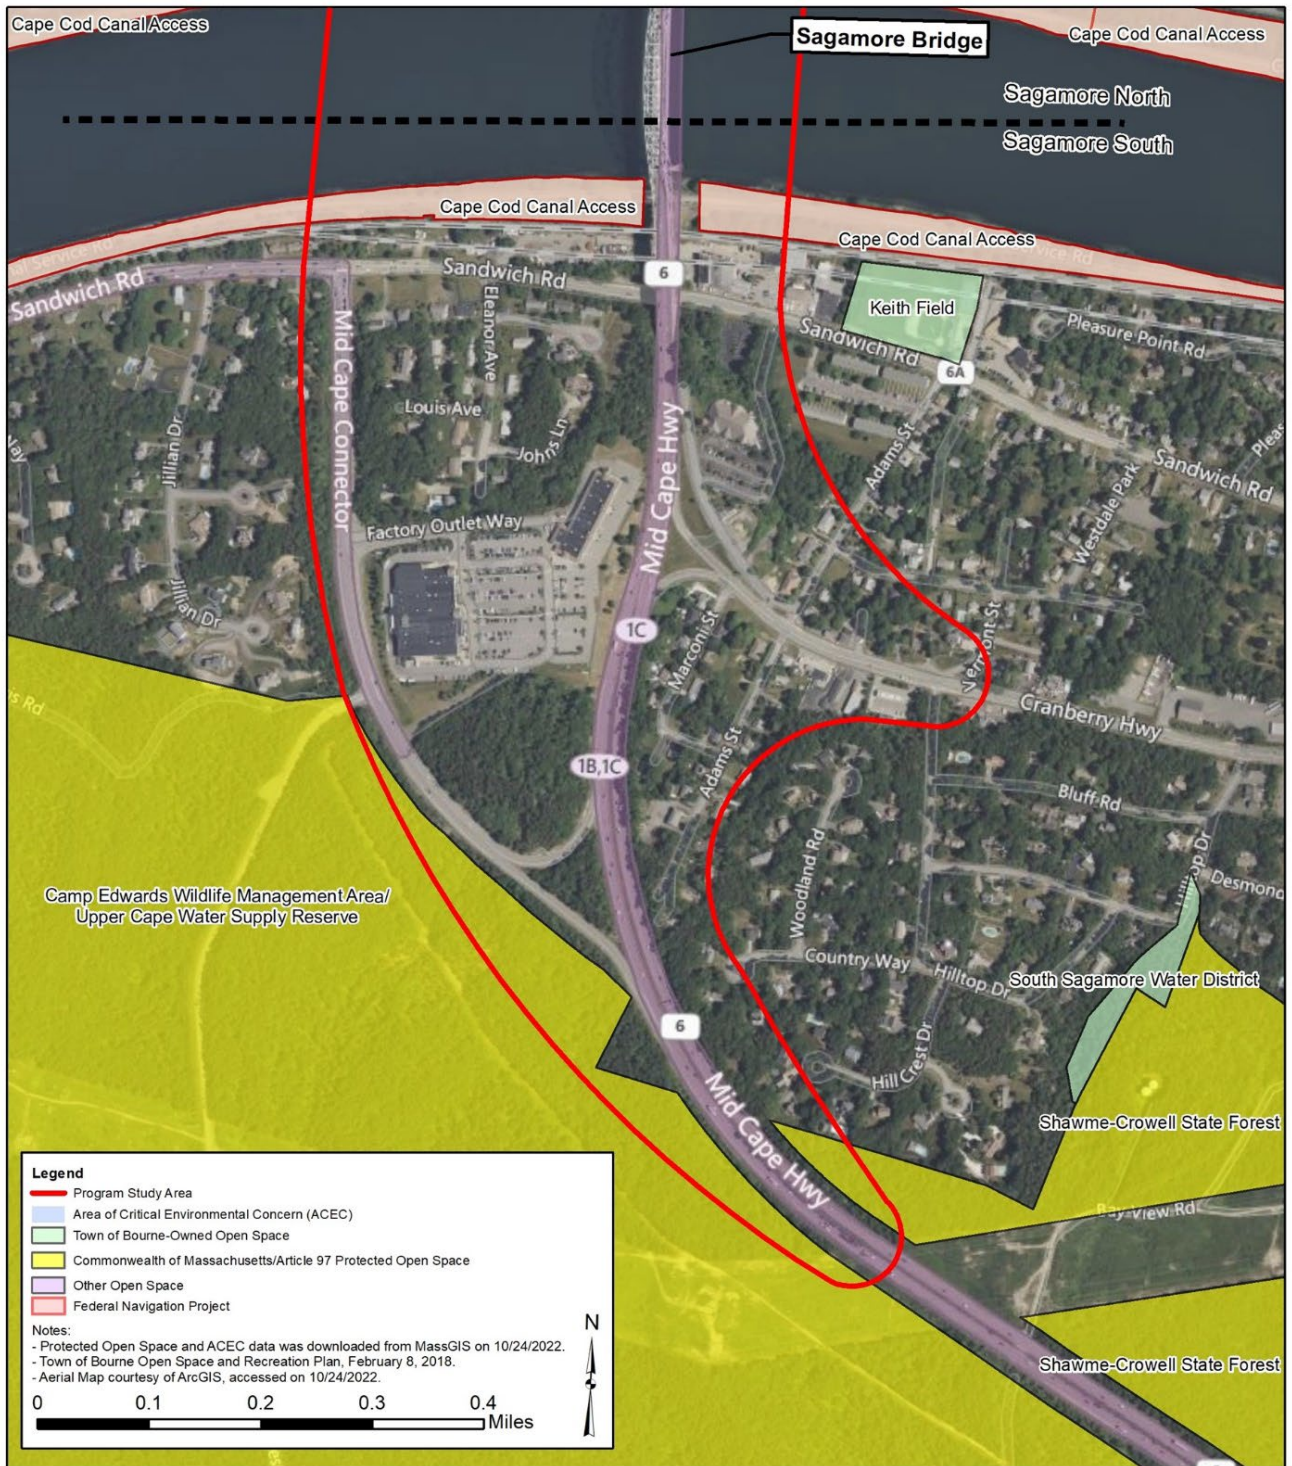 Cape Cod Canal Access
Sagamore Bridge
Cape Cod Canal Access
Sagamore North
Sagamore South
Cape Cod Canal Access
Cape Cod Canal Access
Service Rd
Service Rd
Sandwich Rd
Sandwich Rd
6
Keith Field
Pleasure Point Rd
Sandwich Rd
6A
Mid Cape Connector
Eleanor Ave
Louis Ave
Johns Ln
Jillian Dr
Mid Cape Hwy
Adams St
Sandwich Rd
Westdale Park
Factory Outlet Way
Jillian Dr
1C
Marconi St
Vermont St
Cranberry Hwy
Rd
1B,1C
Adams St
Bluff Rd
Woodland Rd
Hilltop Dr
Desmond
Camp Edwards Wildlife Management Area/
Upper Cape Water Supply Reserve
Country Way
Hilltop Dr
South Sagamore Water District
6
Hill Crest Dr
Mid Cape Hwy
Shawme-Crowell State Forest
Bay View Rd
Shawme-Crowell State Forest
Legend
Program Study Area
Area of Critical Environmental Concern (ACEC)
Town of Bourne-Owned Open Space
Commonwealth of Massachusetts/Article 97 Protected Open Space
Other Open Space
Federal Navigation Project
Notes:
- Protected Open Space and ACEC data was downloaded from MassGIS on 10/24/2022.
- Town of Bourne Open Space and Recreation Plan, February 8, 2018.
- Aerial Map courtesy of ArcGIS, accessed on 10/24/2022.
N
0 0.1 0.2 0.3 0.4
Miles